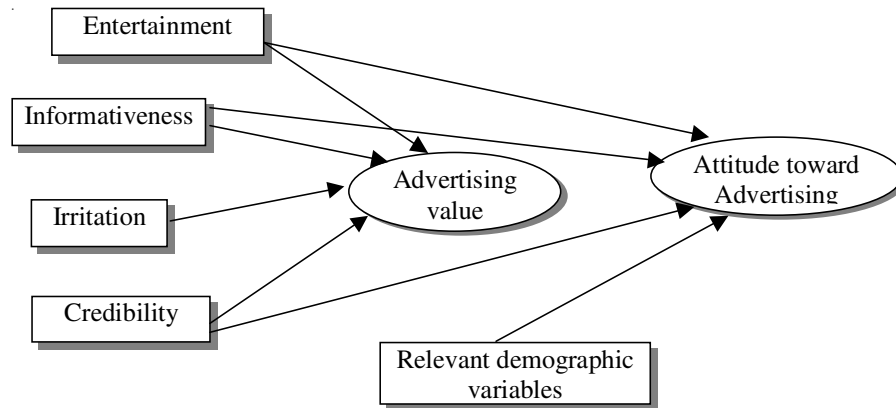 Entertainment
Informativeness
Irritation
Credibility
Advertising
value
Attitude toward
Advertising
Relevant demographic
variables